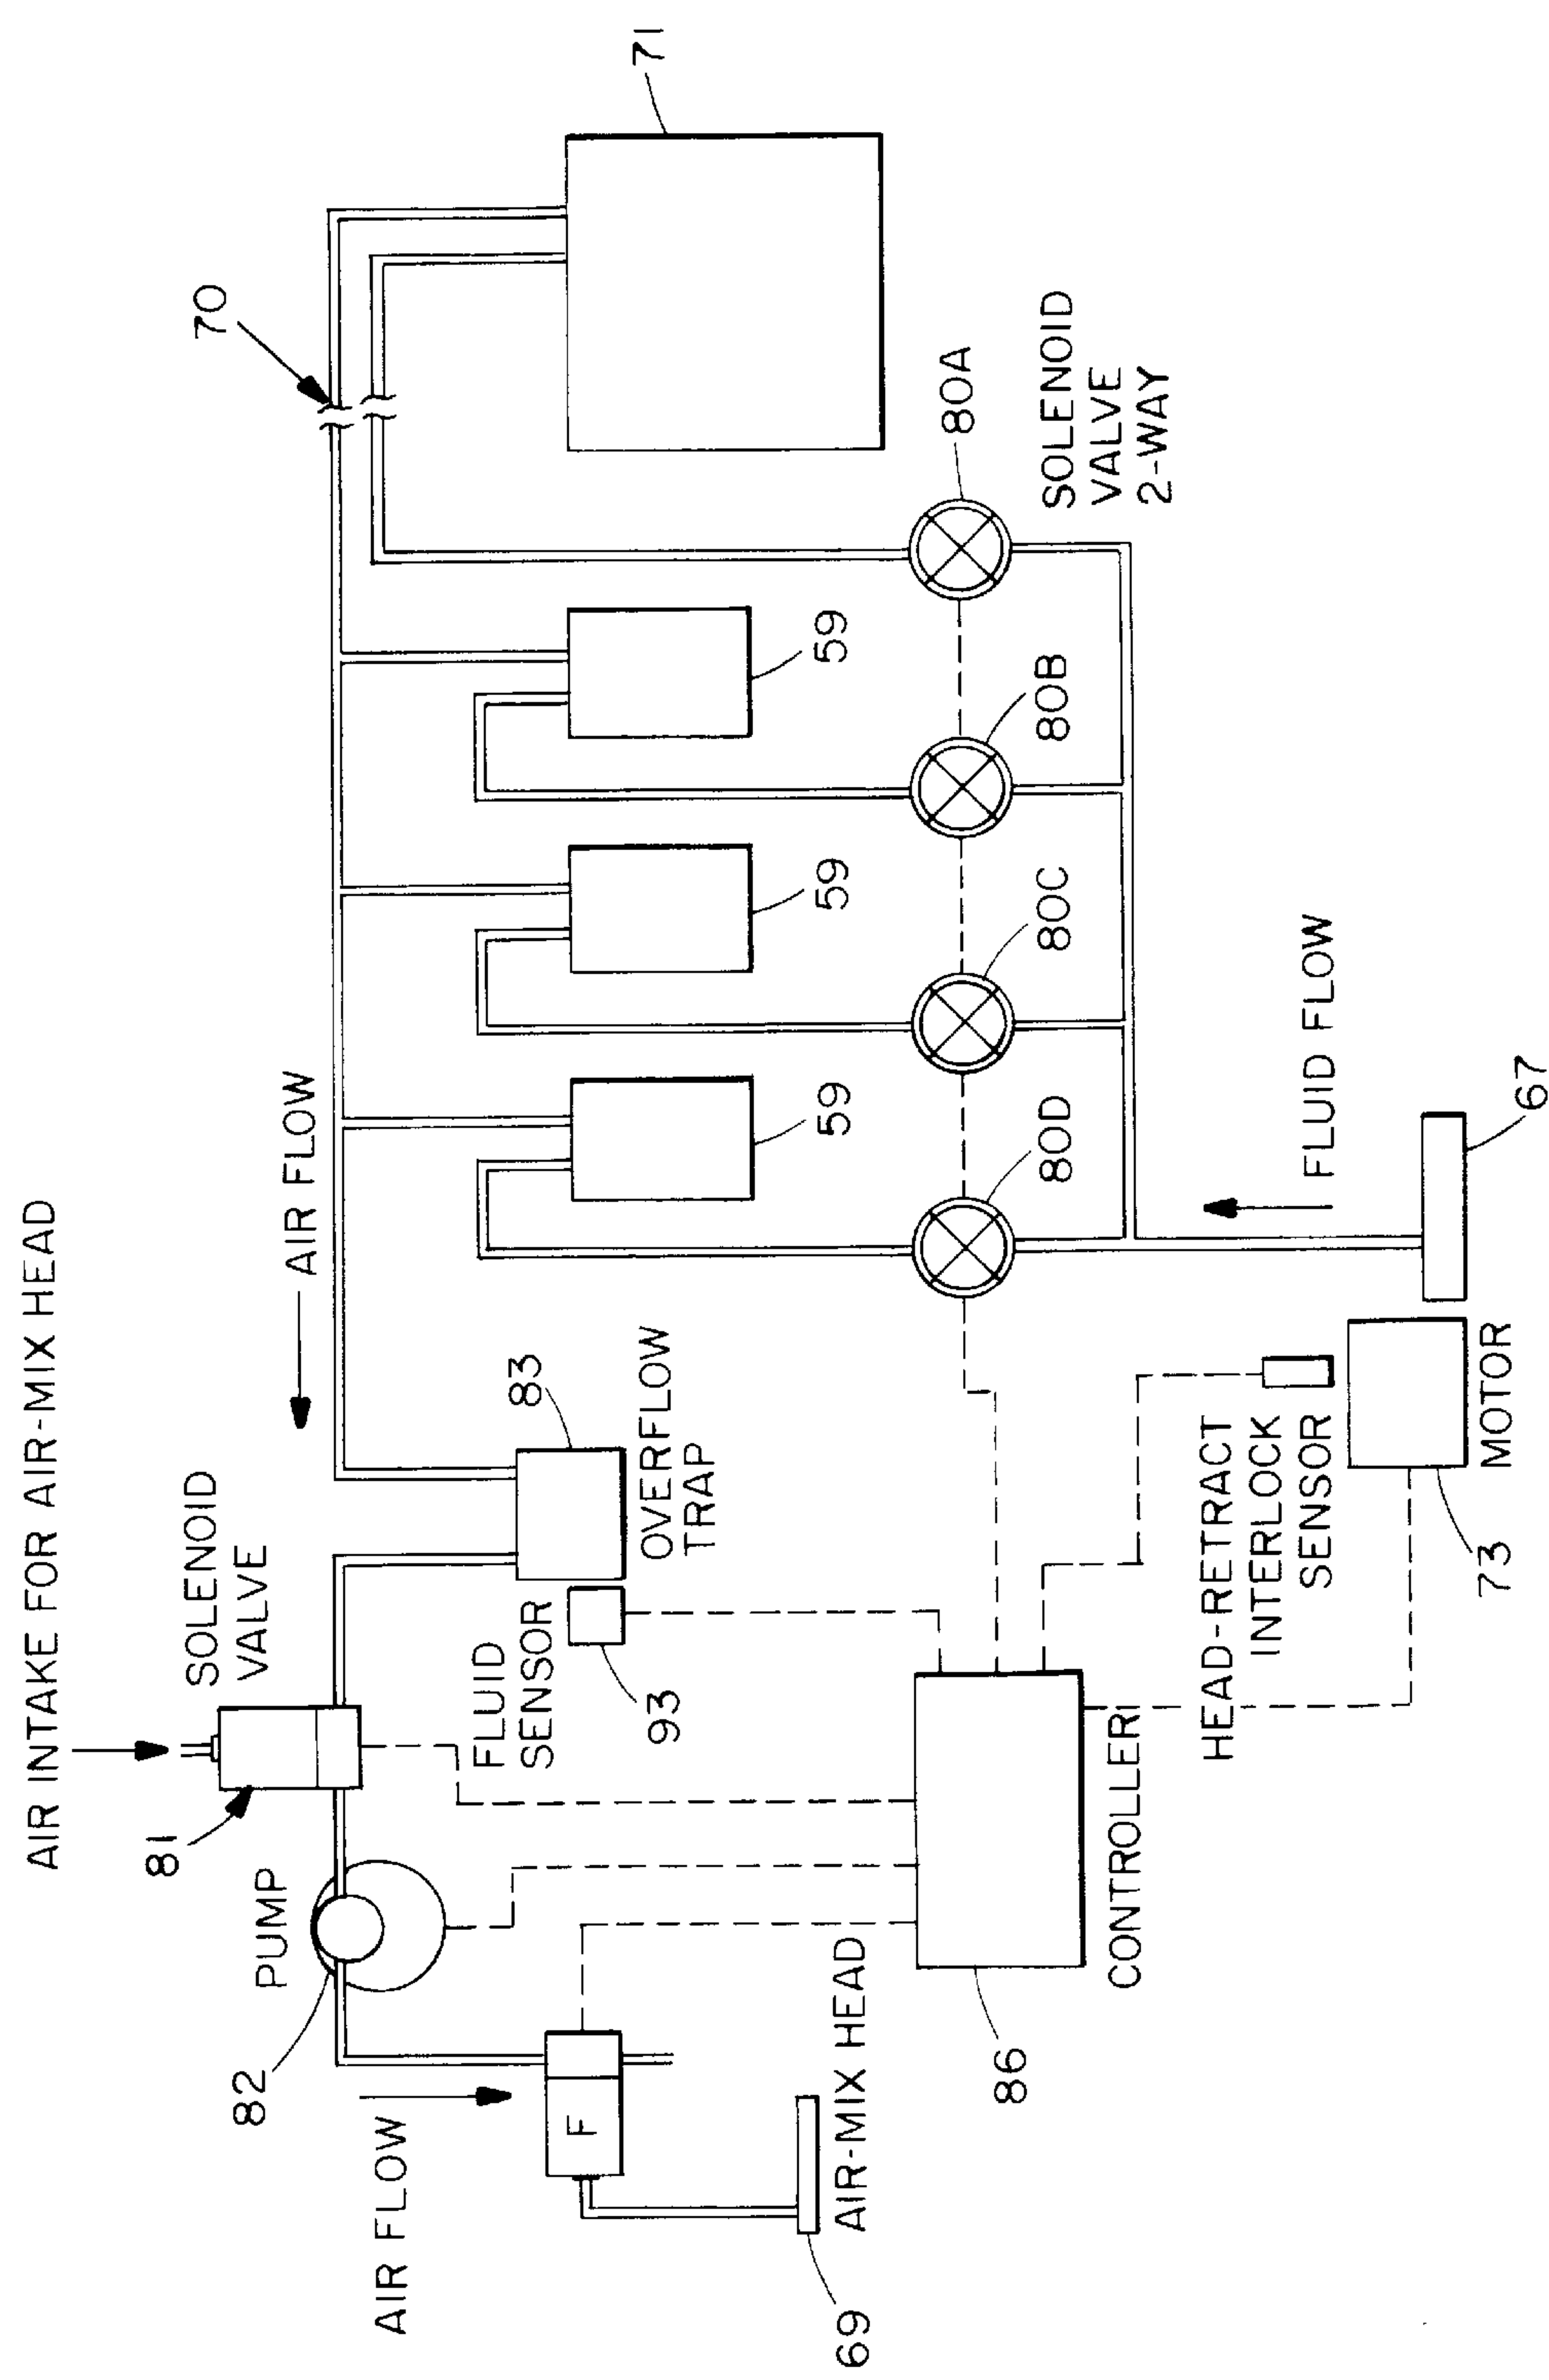 AIR INTAKE FOR AIR-MIX HEAD
SOLENOID
VALVE
81
AIR FLOW
70
71
PUMP
82
AIR FLOW
FLUID
SENSOR
93
83
OVERFLOW
TRAP
59
59
59
F
69
AIR-MIX HEAD
86
CONTROLLER
80D
80C
80B
80A
SOLENOID
VALVE
2-WAY
HEAD-RETRACT
INTERLOCK
SENSOR
FLUID FLOW
73
MOTOR
67